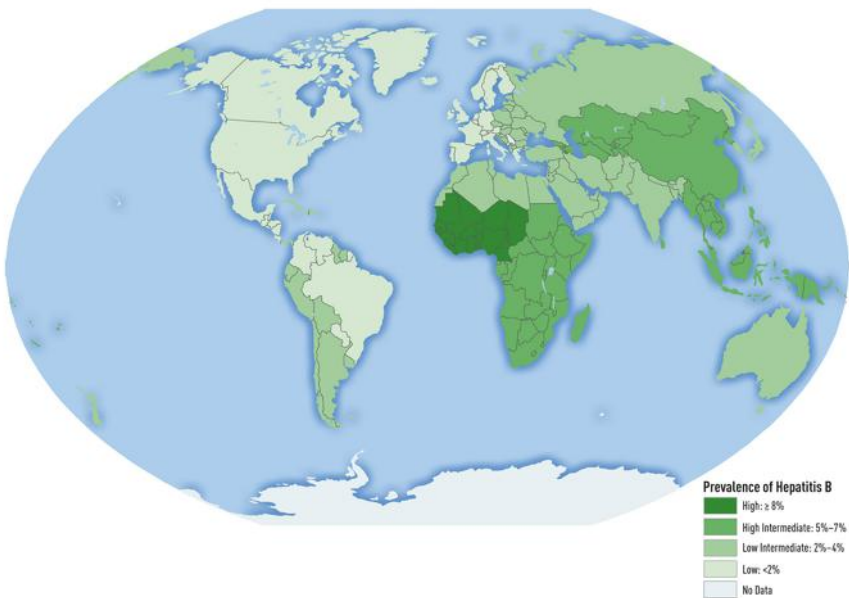 Prevalence of Hepatitis B
High: ≥ 8%
High Intermediate: 5%–7%
Low Intermediate: 2%–4%
Low: <2%
No Data